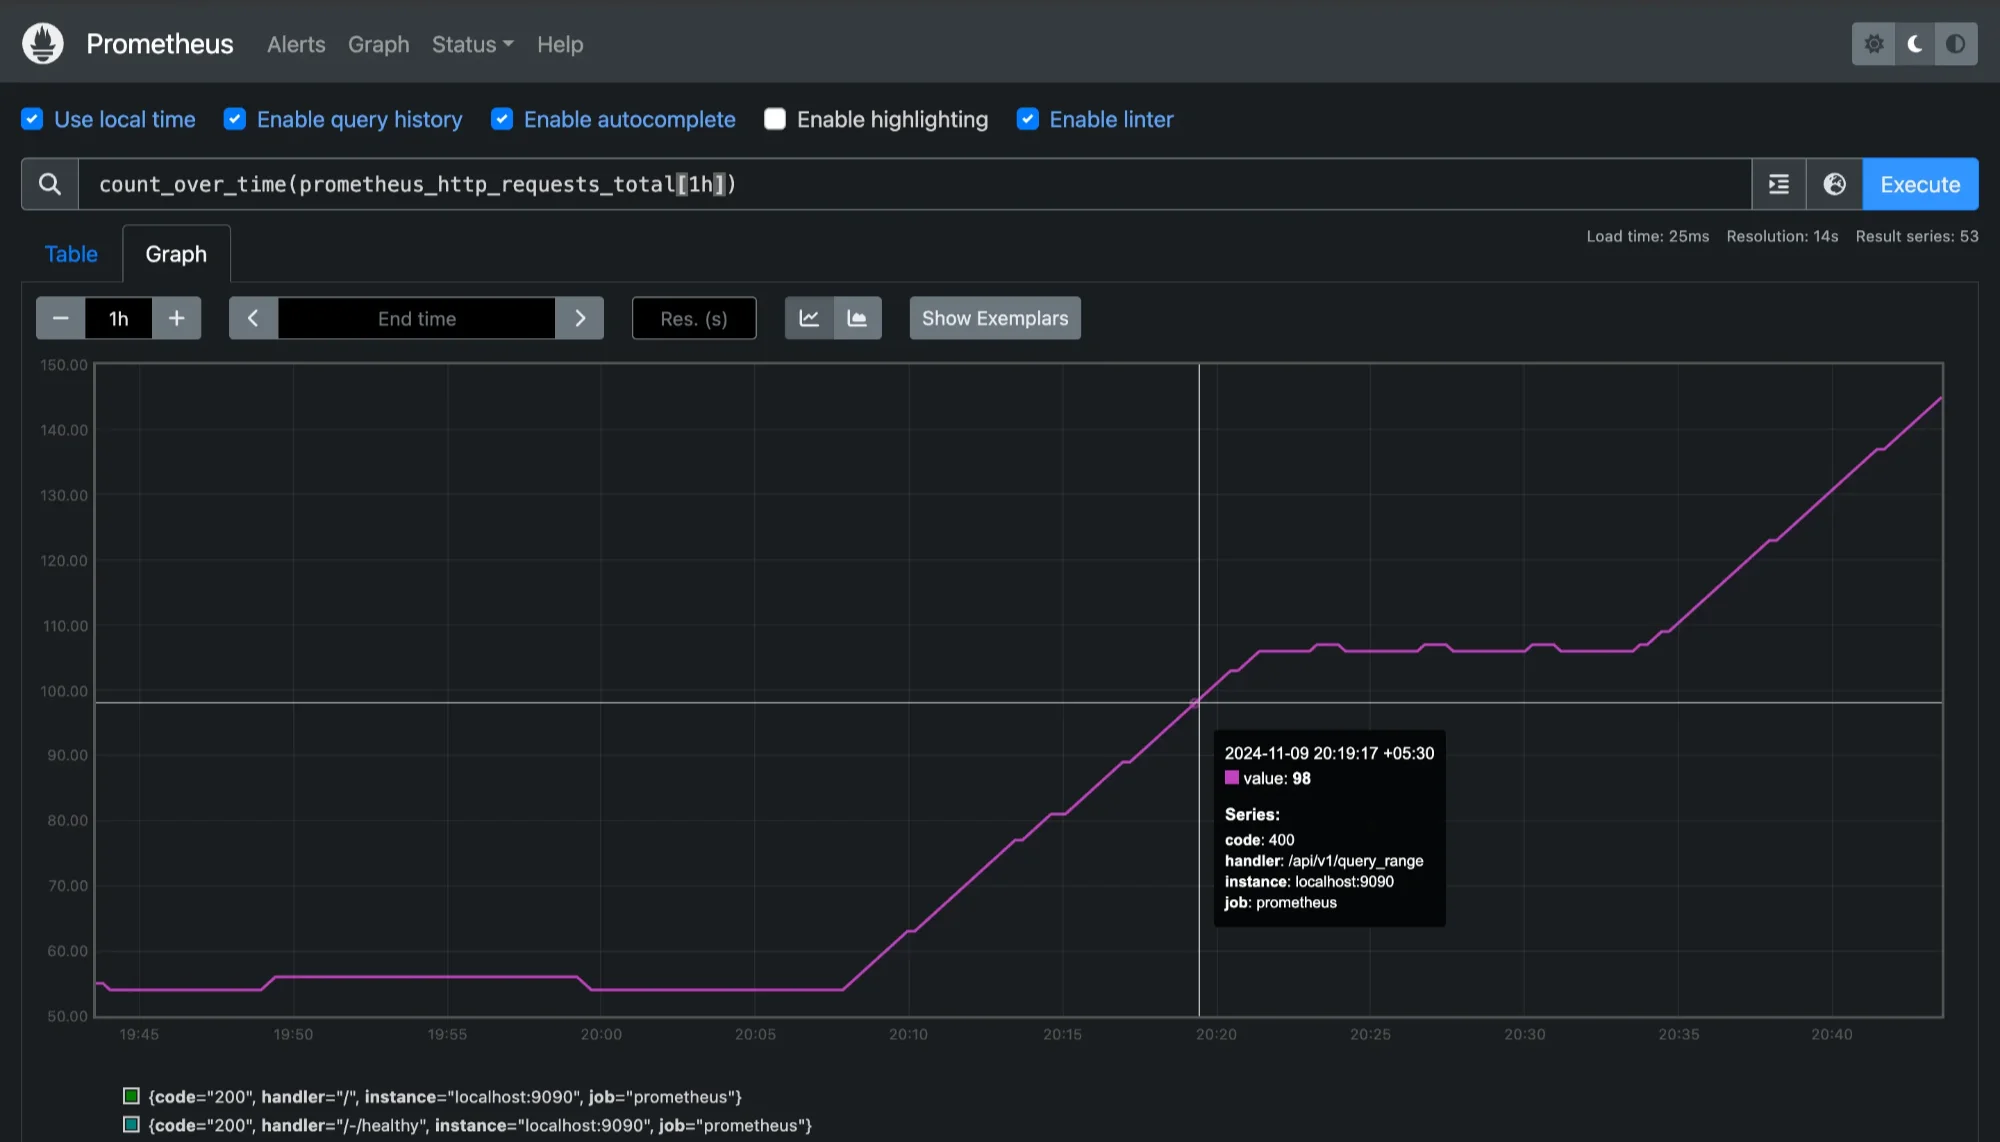 Prometheus Alerts Graph Status Help
Use local time Enable query history Enable autocomplete Enable highlighting Enable linter
count_over_time(prometheus_http_requests_total[1h])
Execute
Table Graph
Load time: 25ms Resolution: 14s Result series: 53
− 1h + End time Res. (s) Show Exemplars
150.00
140.00
130.00
120.00
110.00
100.00
90.00
80.00
70.00
60.00
50.00
2024-11-09 20:19:17 +05:30
value: 98
Series:
code: 400
handler: /api/v1/query_range
instance: localhost:9090
job: prometheus
19:45 19:50 19:55 20:00 20:05 20:10 20:15 20:20 20:25 20:30 20:35 20:40
{code="200", handler="/", instance="localhost:9090", job="prometheus"}
{code="200", handler="/-/healthy", instance="localhost:9090", job="prometheus"}